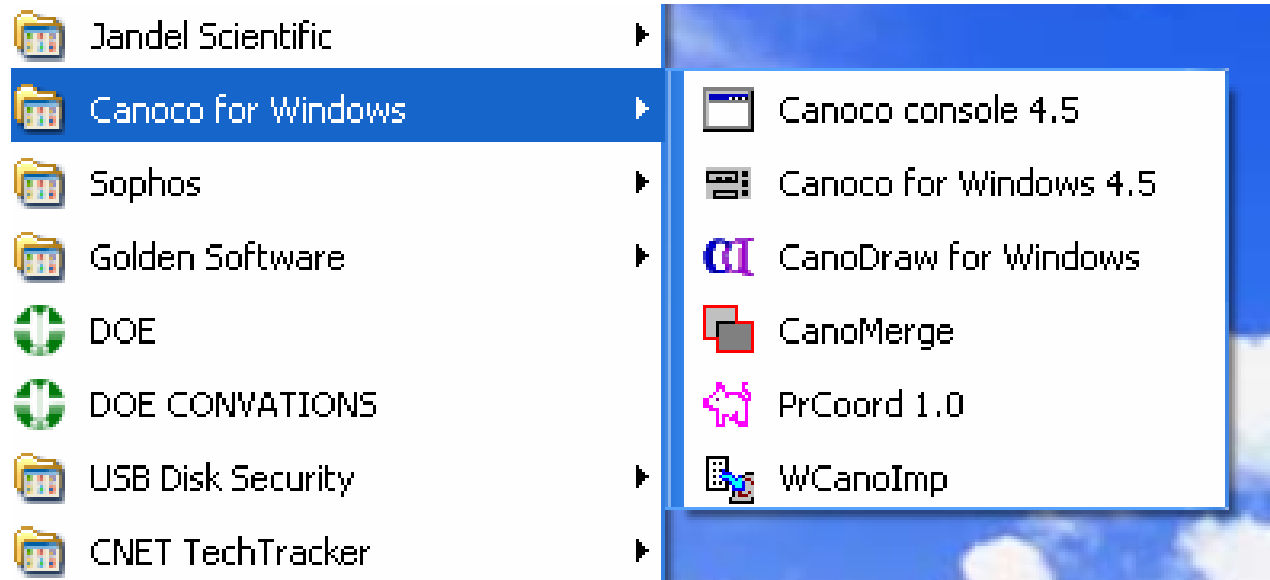 Jandel Scientific
Canoco for Windows
Sophos
Golden Software
DOE
DOE CONVATIONS
USB Disk Security
CNET TechTracker
Canoco console 4.5
Canoco for Windows 4.5
CanoDraw for Windows
CanoMerge
PrCoord 1.0
WCanoImp